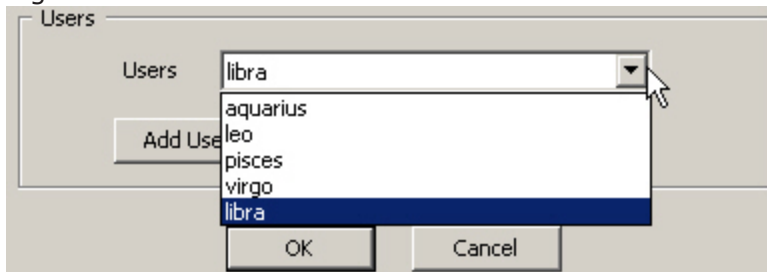 Users
Users libra
aquarius
Add Use leo
pisces
virgo
libra
OK Cancel